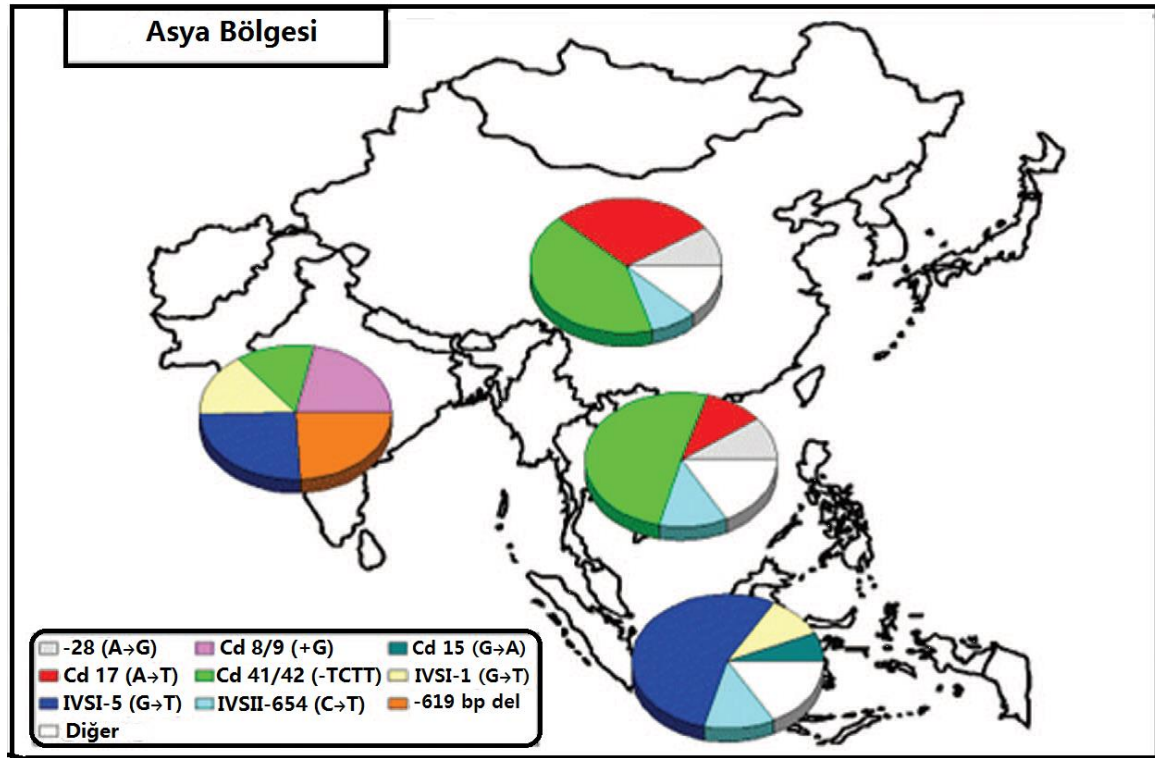 Asya Bölgesi
-28 (A→G) Cd 8/9 (+G) Cd 15 (G→A)
Cd 17 (A→T) Cd 41/42 (-TCTT) IVSI-1 (G→T)
IVSI-5 (G→T) IVSII-654 (C→T) -619 bp del
Diğer